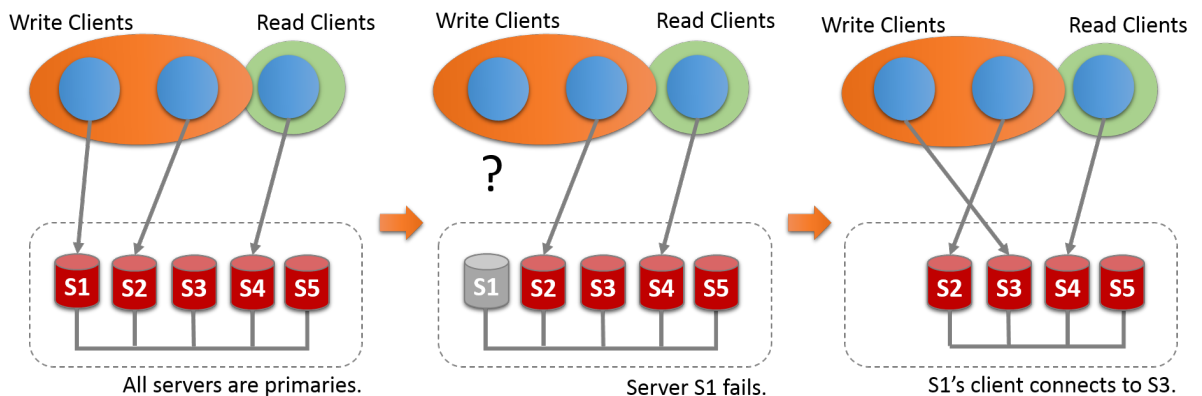 Write Clients
Read Clients
S1 S2 S3 S4 S5
All servers are primaries.
Write Clients
Read Clients
?
S1 S2 S3 S4 S5
Server S1 fails.
Write Clients
Read Clients
S2 S3 S4 S5
S1's client connects to S3.